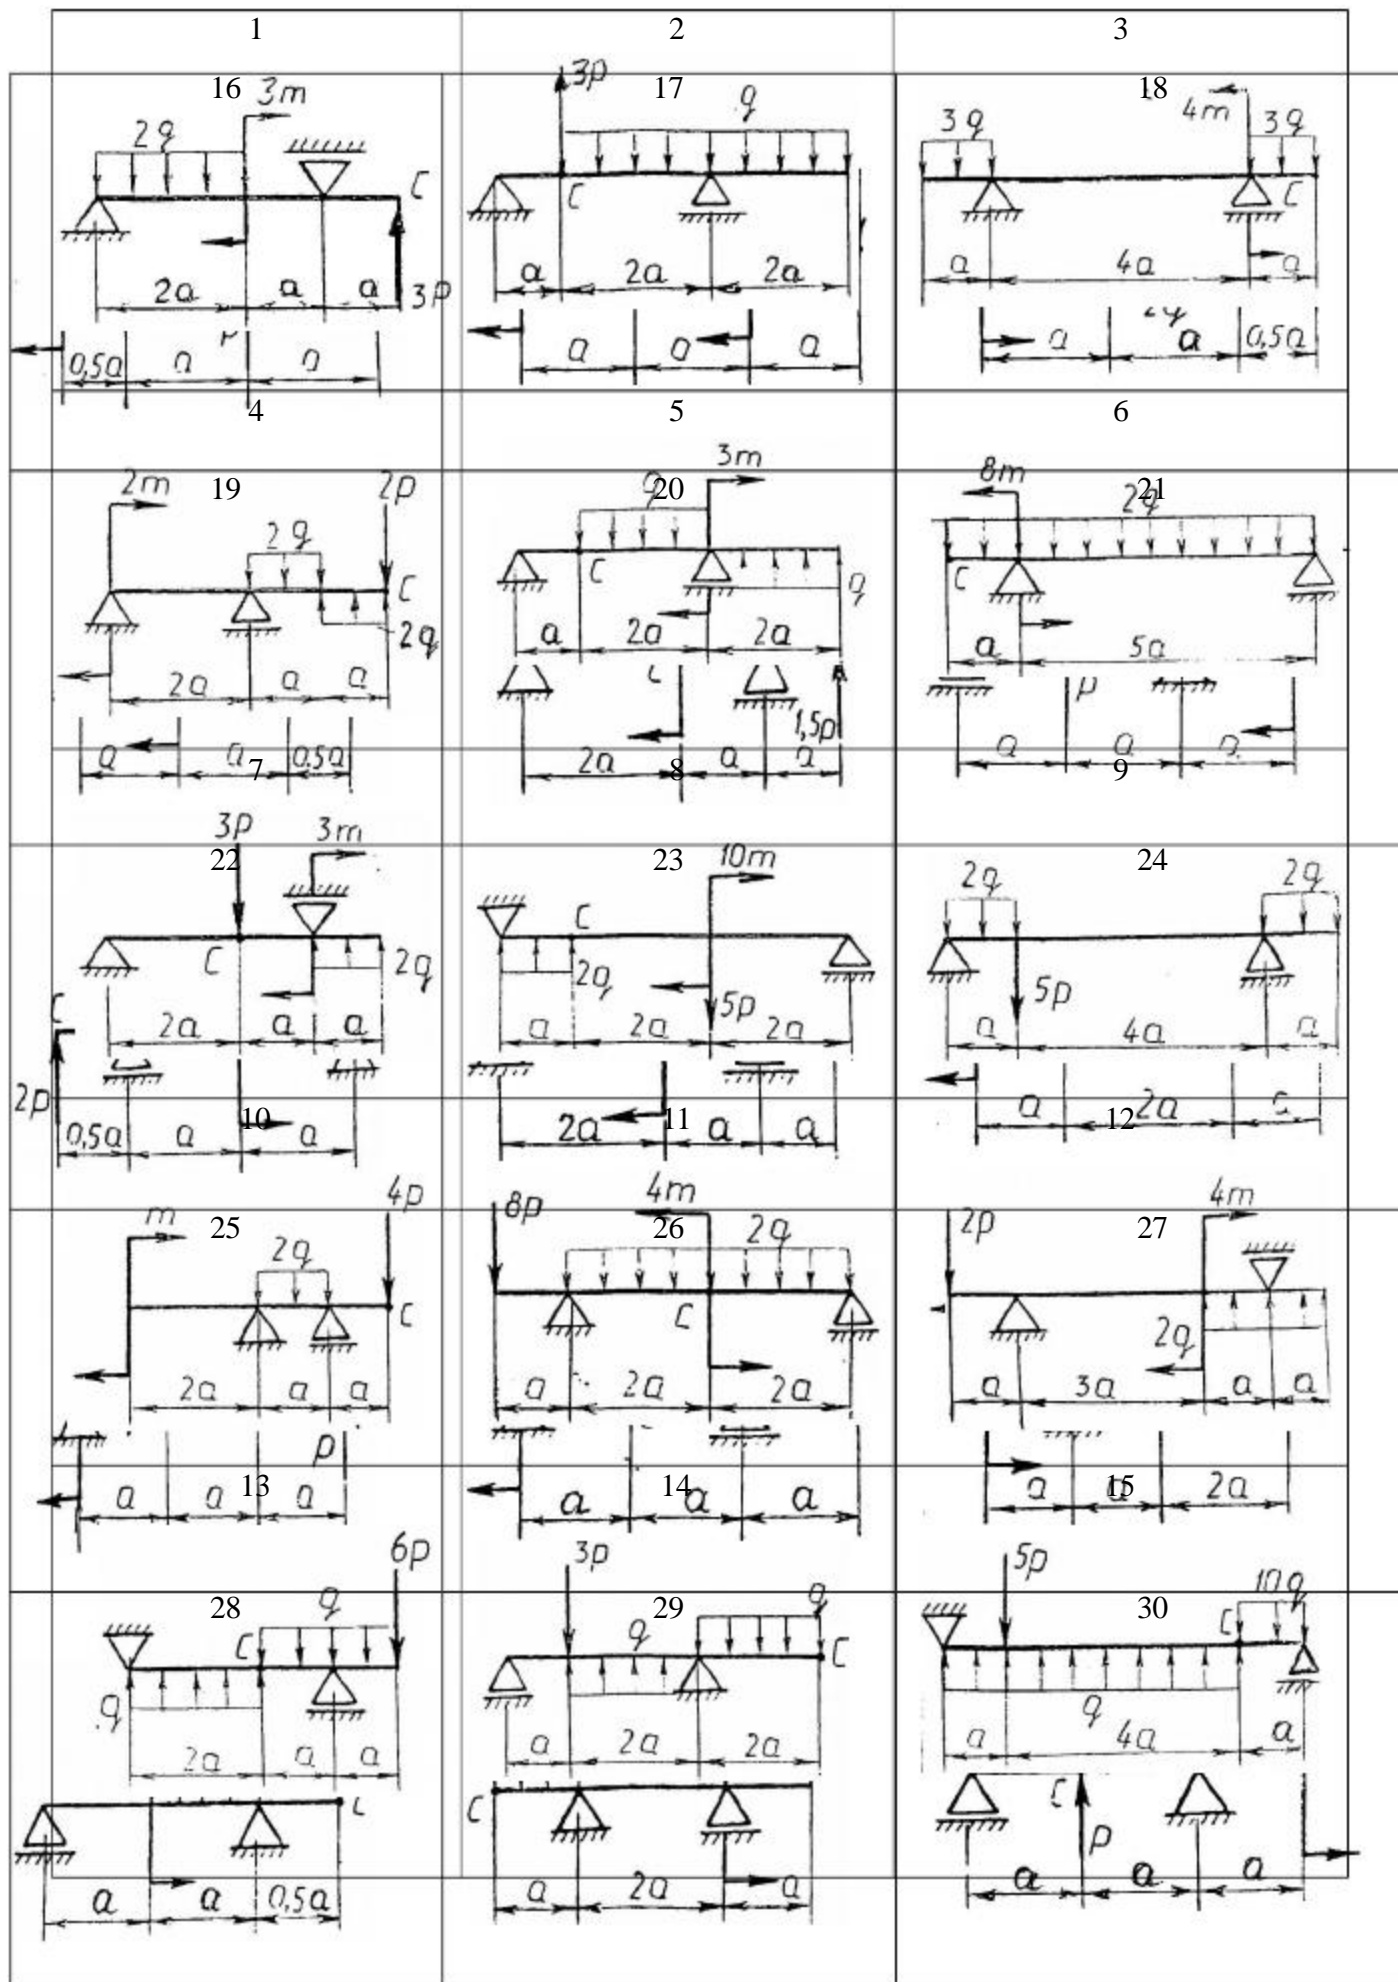 1 2 3
16 3m 3p 17 q 18 4m
2q 3q 3q
C C C
2a a a 3p a 2a 2a a 4a a
0,5a a a a a a a a 0,5a
4 5 6
2m 19 2p 20 3m 8m 21
2q q 2q
C C q C
2q
2a a a a 2a 2a a 5a
1,5p
a a 0,5a 2a a a a a a
7 8 9
3p 3m 10m
22 23 24
2q 2q
C 2q C 2q
5p 5p
C 2a a a a 2a 2a a 4a a
2p
0,5a a a 2a a a a 2a
10 11 12
4p 8p 4m 4m
m 25 26 2p 27
2q 2q
C C 2q
2a a a a 2a 2a a 3a a a
p
a a a a a a a a 2a
13 14 15
6p 3p 5p
28 q 29 q 30 10q
C q C C
q q
2a a a a 2a 2a a 4a a
C C p
a a 0,5a a 2a a a a a